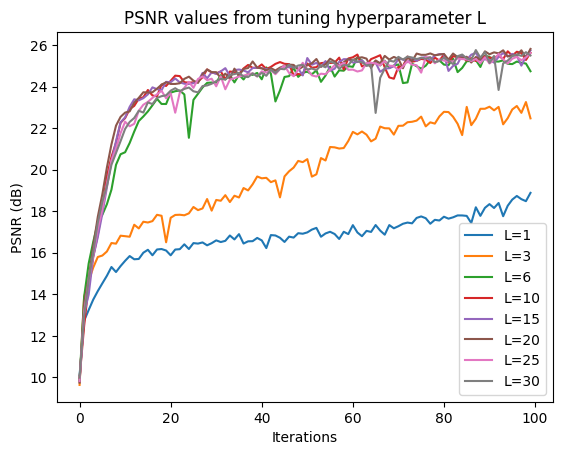 PSNR values from tuning hyperparameter L
PSNR (dB)
26
24
22
20
18
16
14
12
10
0
20
40
60
80
100
Iterations
L=1
L=3
L=6
L=10
L=15
L=20
L=25
L=30